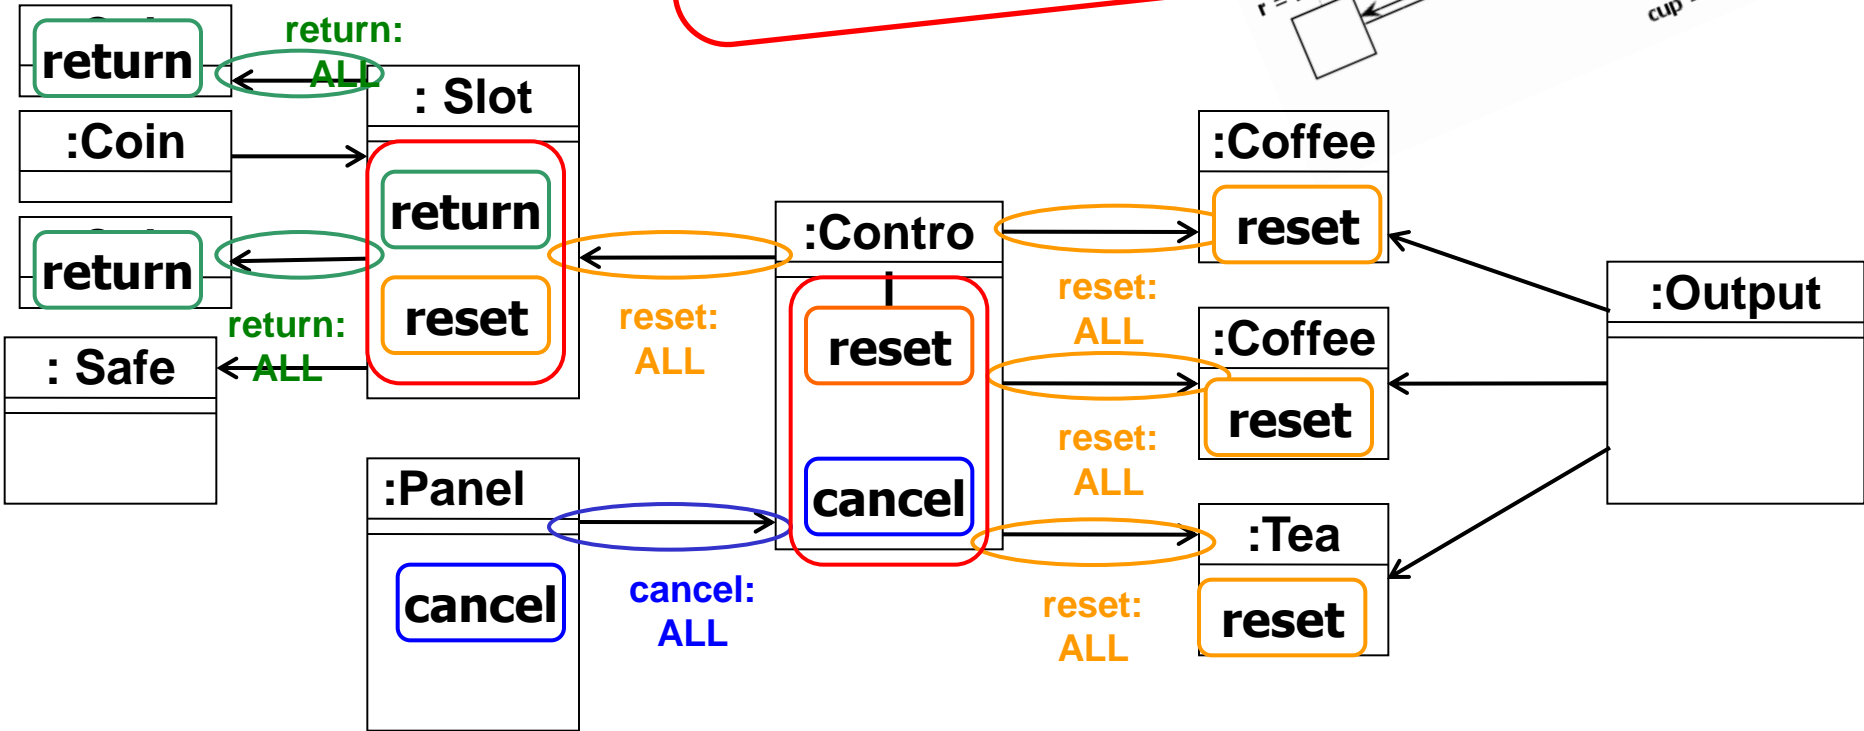 return
return:
ALL
: Slot
:Coin
return
reset
return
return:
ALL
: Safe
:Panel
cancel
cancel:
ALL
:Contro
reset
cancel
reset:
ALL
:Coffee
reset
reset:
ALL
:Coffee
reset
reset:
ALL
:Tea
reset
reset:
ALL
:Output
r =
cup